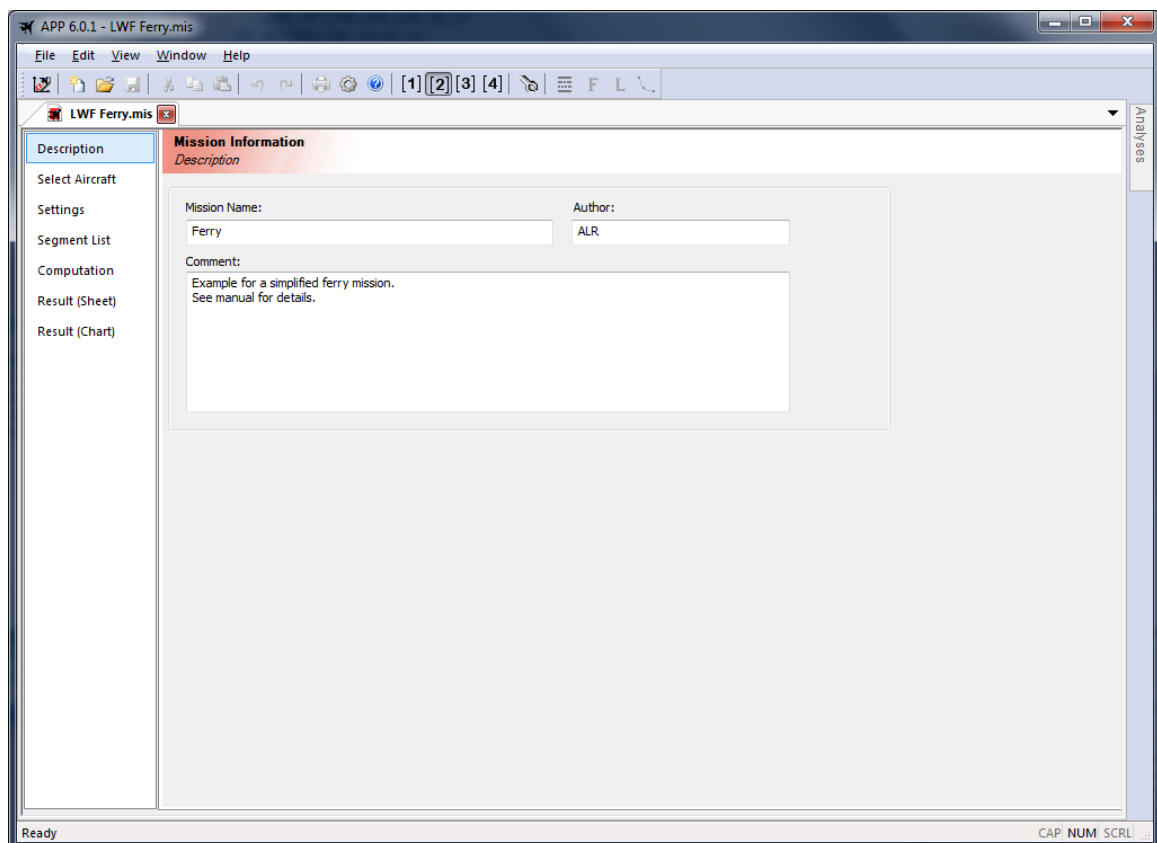 APP 6.0.1 - LWF Ferry.mis
File Edit View Window Help
[1] [2] [3] [4] F L
LWF Ferry.mis
Analyses
Description
Select Aircraft
Settings
Segment List
Computation
Result (Sheet)
Result (Chart)
Mission Information
Description
Mission Name: Author:
Ferry ALR
Comment:
Example for a simplified ferry mission.
See manual for details.
Ready CAP NUM SCRL